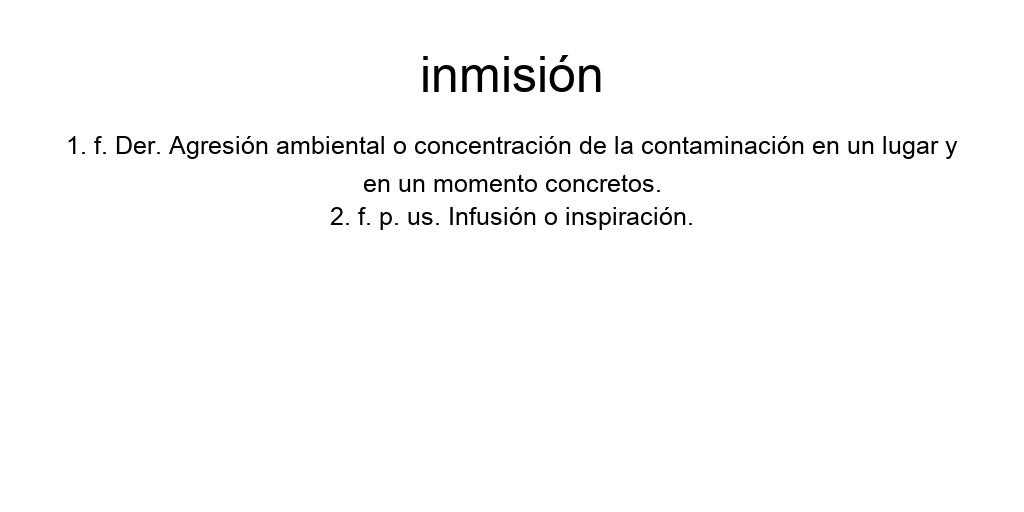 inmisión
1. f. Der. Agresión ambiental o concentración de la contaminación en un lugar y
en un momento concretos.
2. f. p. us. Infusión o inspiración.